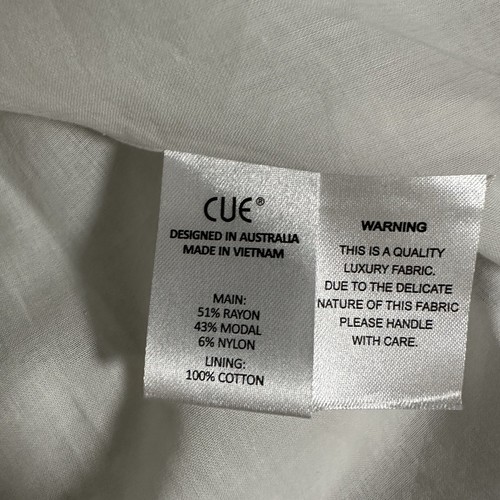 CUE®
DESIGNED IN AUSTRALIA
MADE IN VIETNAM
MAIN:
51% RAYON
43% MODAL
6% NYLON
LINING:
100% COTTON
WARNING
THIS IS A QUALITY
LUXURY FABRIC.
DUE TO THE DELICATE
NATURE OF THIS FABRIC
PLEASE HANDLE
WITH CARE.